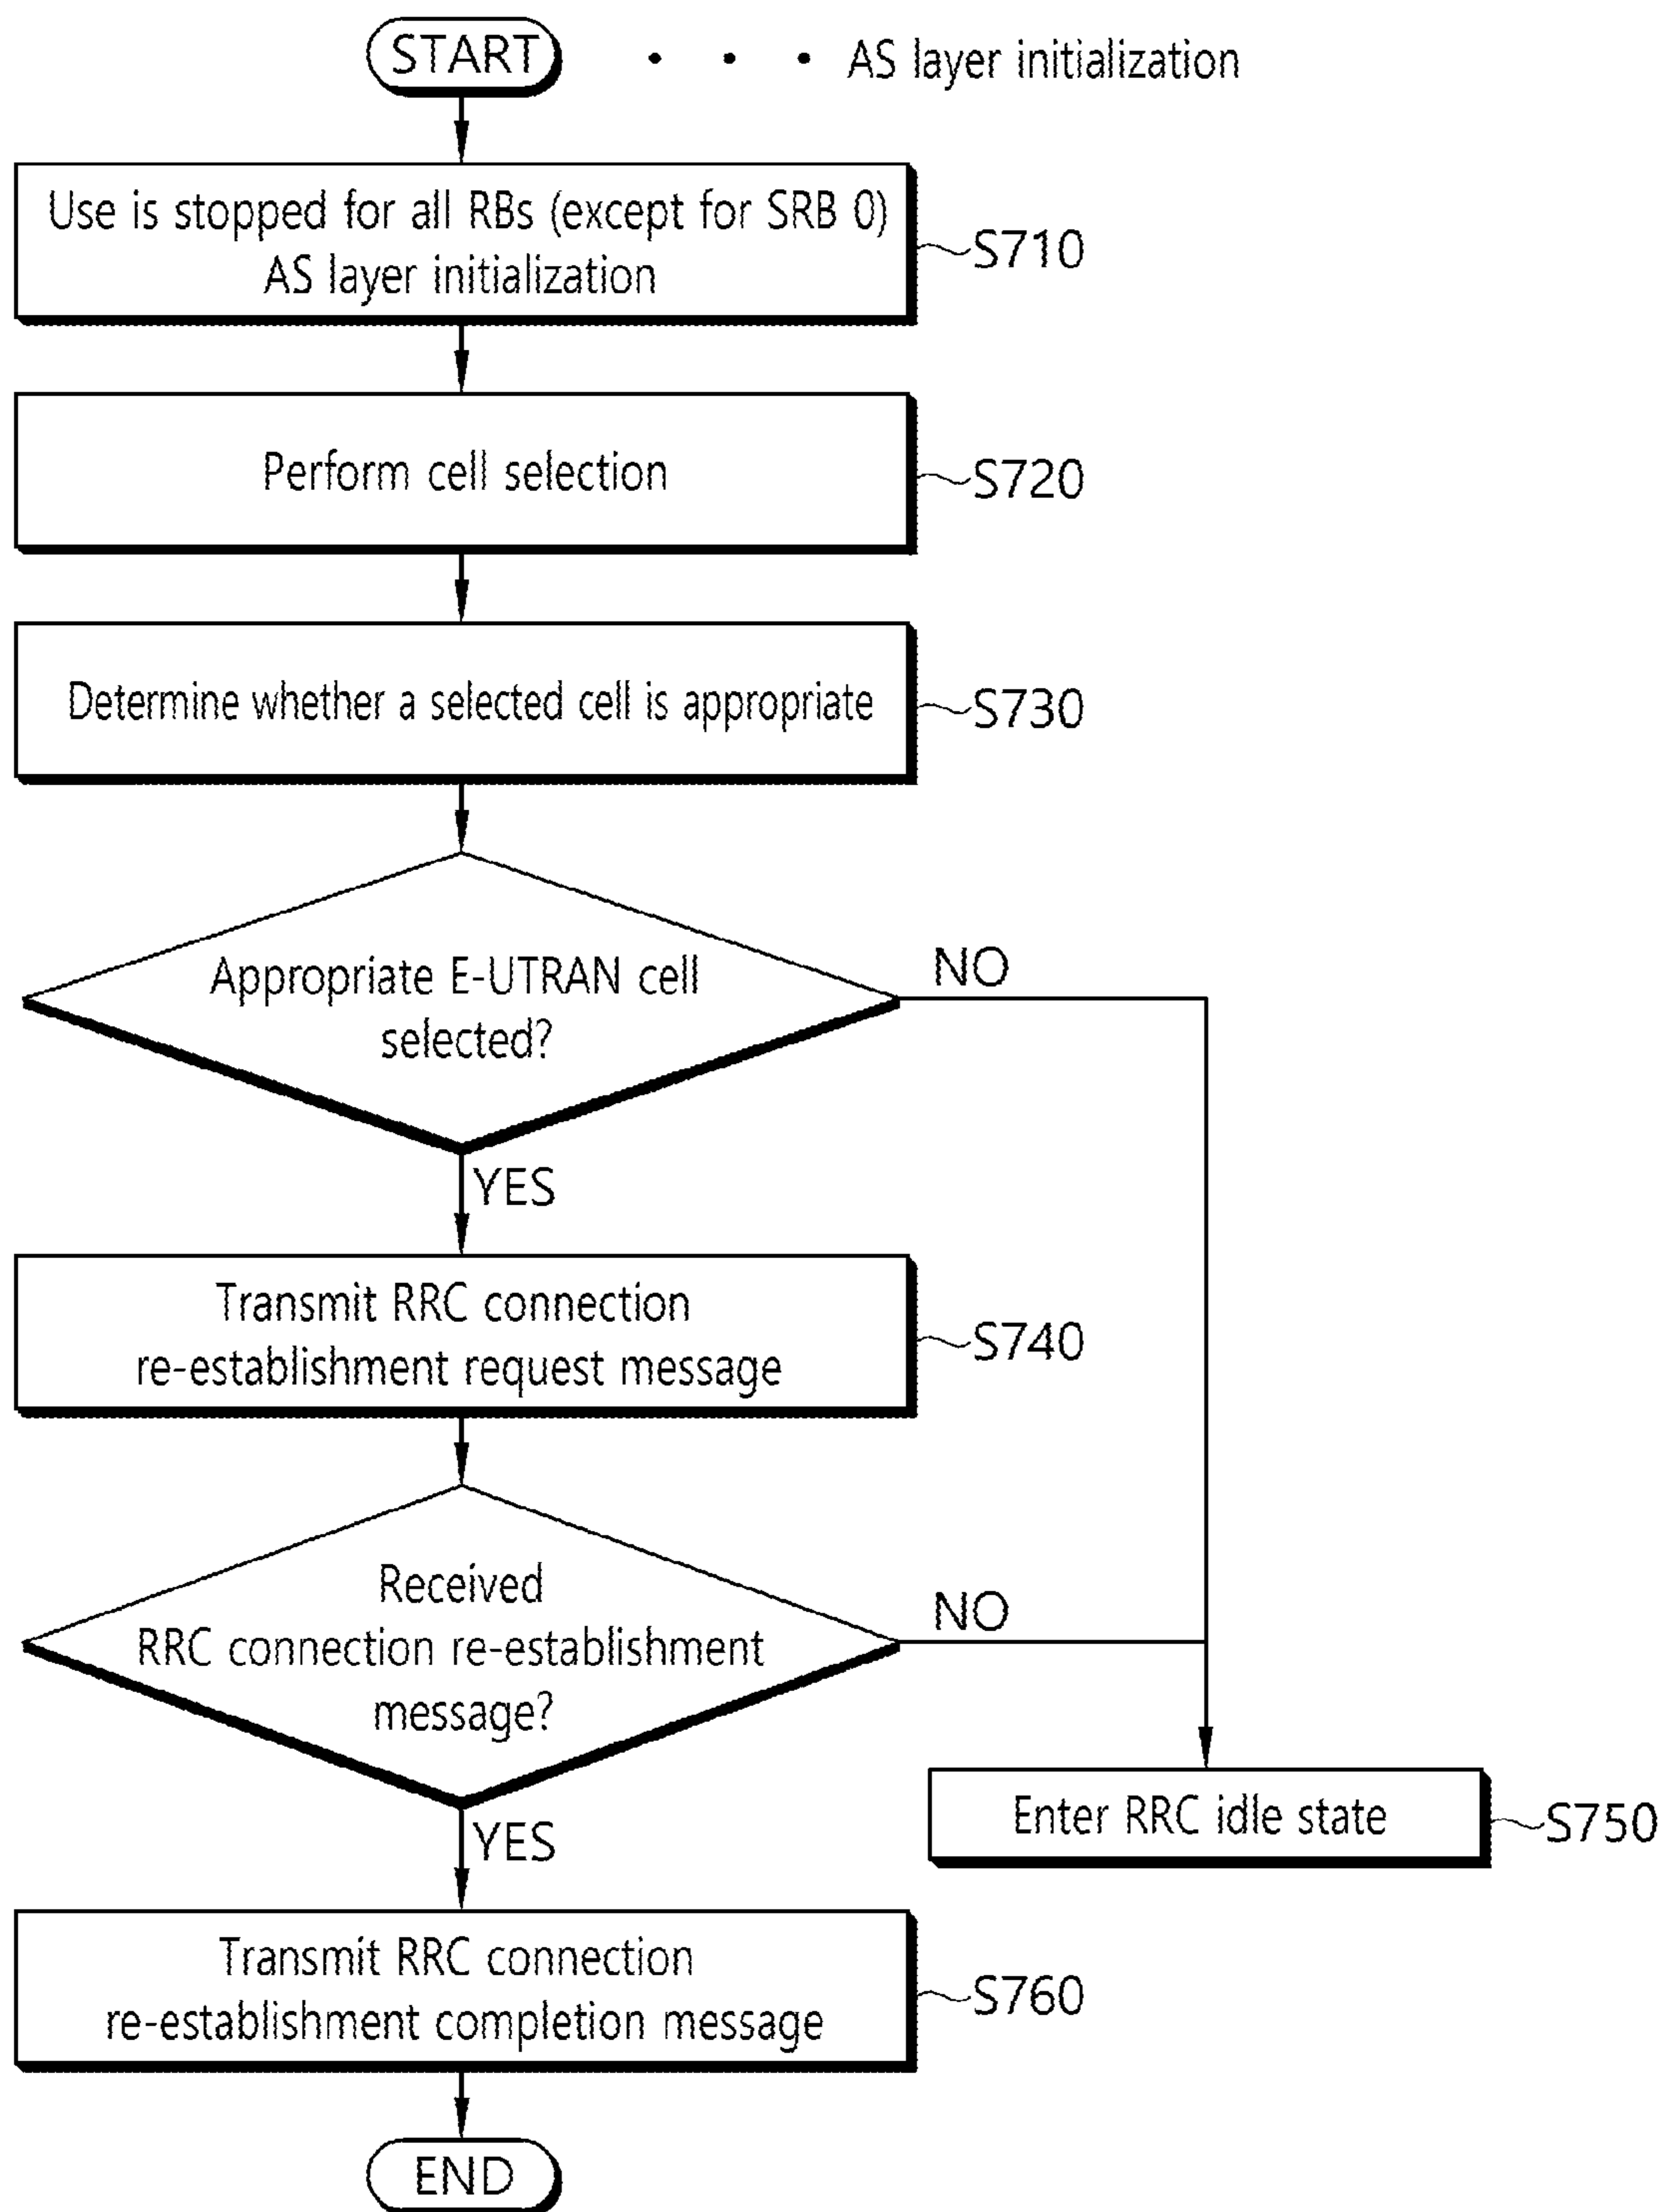 START
• • • AS layer initialization
Use is stopped for all RBs (except for SRB 0)
AS layer initialization
S710
Perform cell selection
S720
Determine whether a selected cell is appropriate
S730
Appropriate E-UTRAN cell
selected?
NO
YES
Transmit RRC connection
re-establishment request message
S740
Received
RRC connection re-establishment
message?
NO
YES
Enter RRC idle state
S750
Transmit RRC connection
re-establishment completion message
S760
END